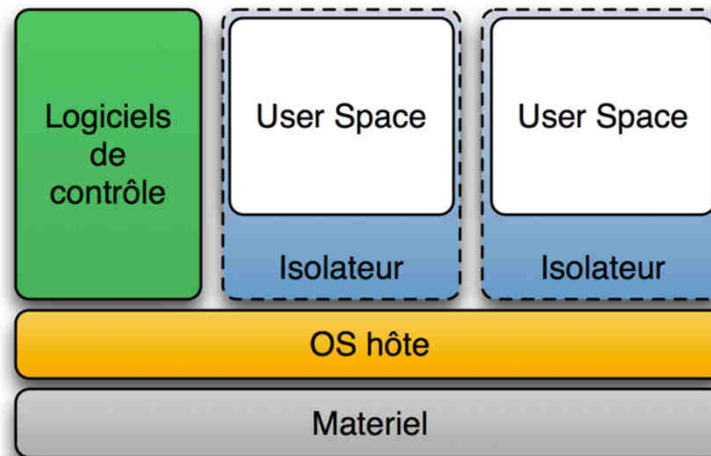 Logiciels
de
contrôle
User Space
Isolateur
User Space
Isolateur
OS hôte
Materiel